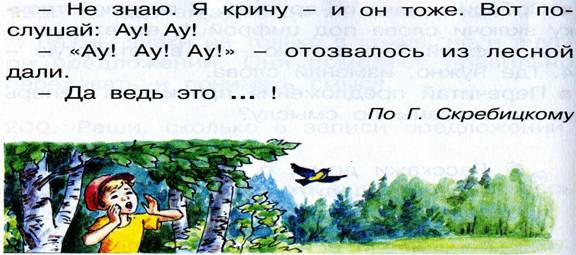 Не знаю. Я кричу – и он тоже. Вот по-
слушай: Ау! Ау!
– «Ау! Ау! Ау!» – отозвалось из лесной
дали.
– Да ведь это ... !
По Г. Скребицкому